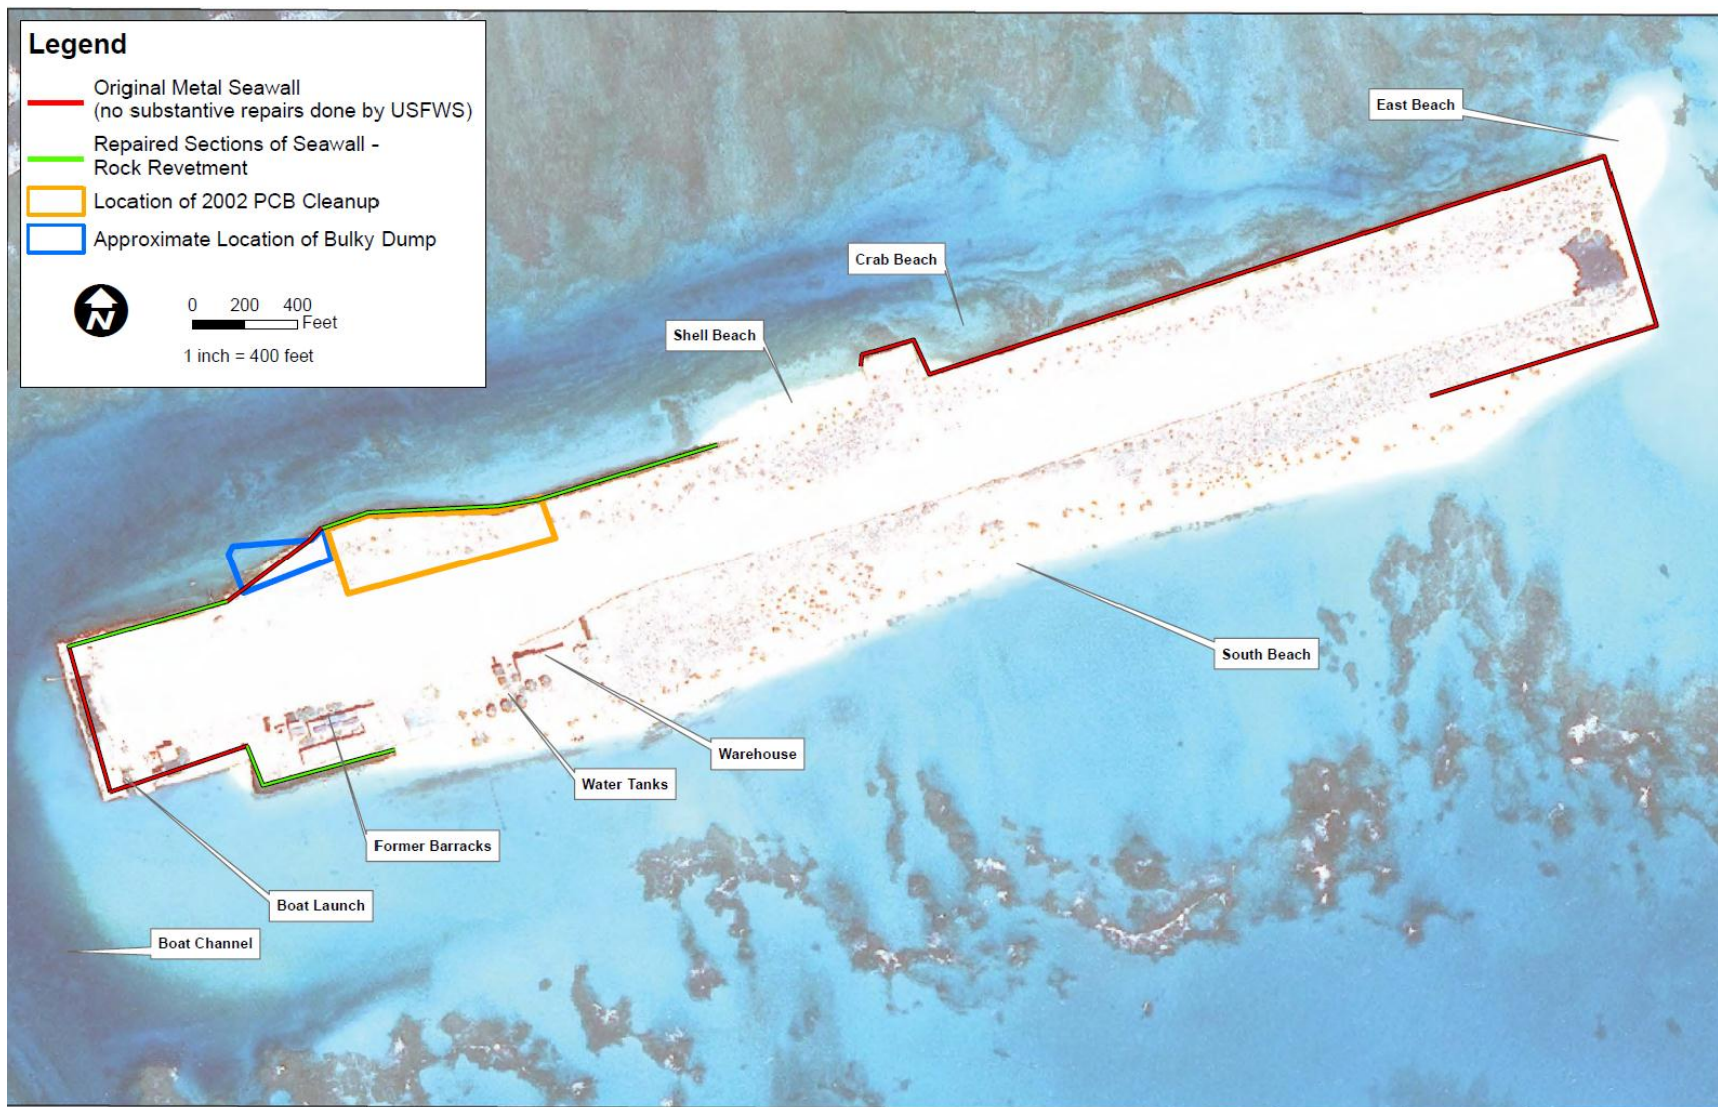 Legend
Original Metal Seawall
(no substantive repairs done by USFWS)
Repaired Sections of Seawall -
Rock Revetment
Location of 2002 PCB Cleanup
Approximate Location of Bulky Dump
N
0 200 400
Feet
1 inch = 400 feet
East Beach
Crab Beach
Shell Beach
South Beach
Warehouse
Water Tanks
Former Barracks
Boat Launch
Boat Channel